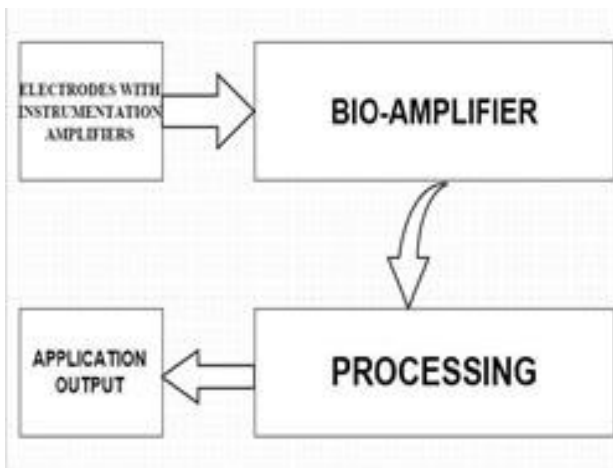 ELECTRODES WITH
INSTRUMENTATION
AMPLIFIERS
BIO-AMPLIFIER
APPLICATION
OUTPUT
PROCESSING